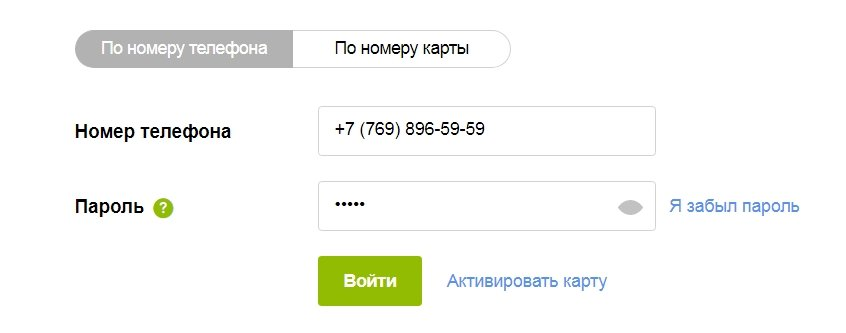 По номеру телефона По номеру карты
Номер телефона +7 (769) 896-59-59
Пароль ? ••••• Я забыл пароль
Войти Активировать карту